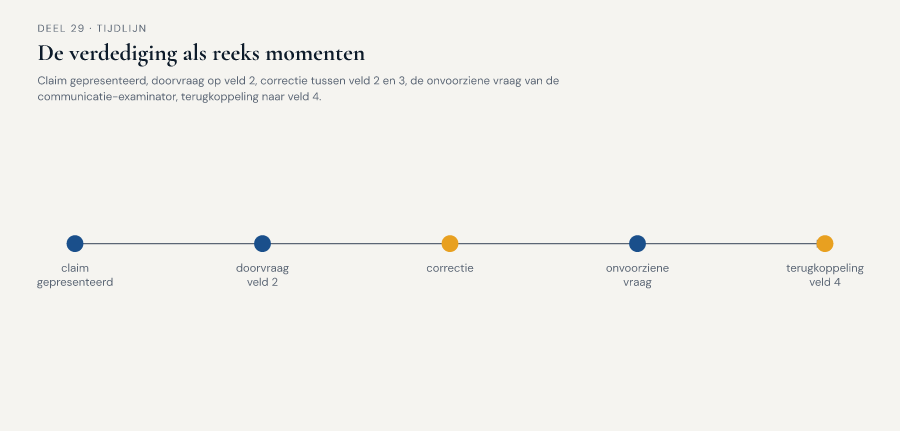 DEEL 29 · TIJDLIJN
De verdediging als reeks momenten
Claim gepresenteerd, doorvraag op veld 2, correctie tussen veld 2 en 3, de onvoorziene vraag van de
communicatie-examinator, terugkoppeling naar veld 4.
claim
gepresenteerd
doorvraag
veld 2
correctie
onvoorziene
vraag
terugkoppeling
veld 4